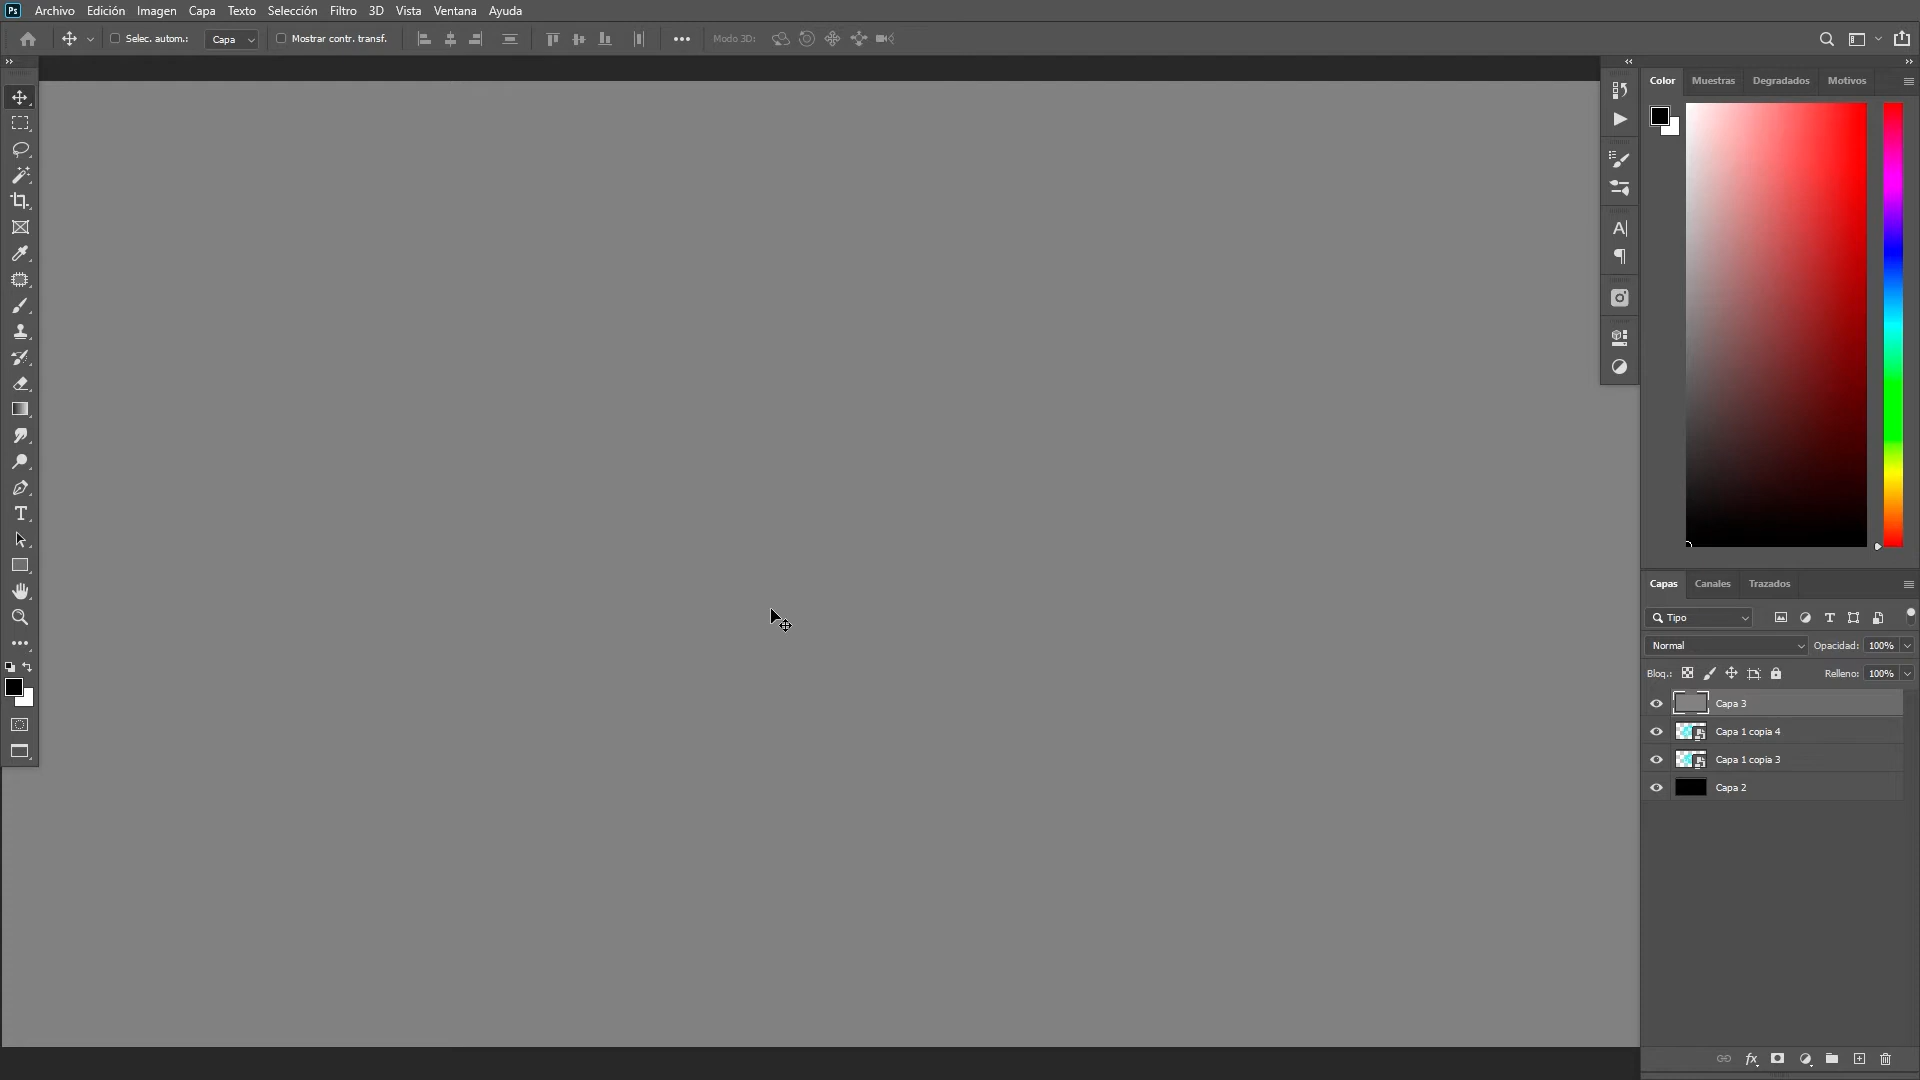 Ps Archivo Edición Imagen Capa Texto Selección Filtro 3D Vista Ventana Ayuda
Selec. autom.: Capa Mostrar contr. transf. Modo 3D:
Color Muestras Degradados Motivos
Capas Canales Trazados
Tipo
Normal Opacidad: 100%
Bloq.: Relleno: 100%
Capa 3
Capa 1 copia 4
Capa 1 copia 3
Capa 2